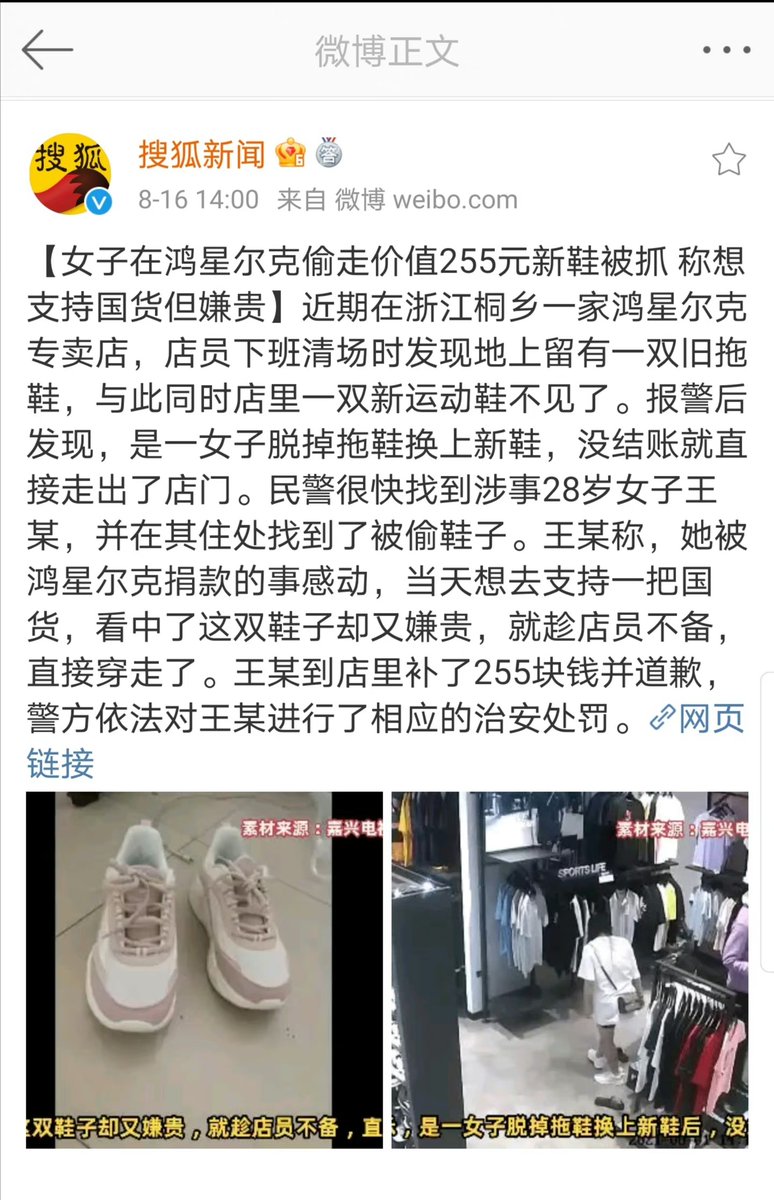 微博正文
搜狐
搜狐新闻
6
答
8-16 14:00 来自 微博 weibo.com
【女子在鸿星尔克偷走价值255元新鞋被抓 称想
支持国货但嫌贵】近期在浙江桐乡一家鸿星尔克
专卖店，店员下班清场时发现地上留有一双旧拖
鞋，与此同时店里一双新运动鞋不见了。报警后
发现，是一女子脱掉拖鞋换上新鞋，没结账就直
接走出了店门。民警很快找到涉事28岁女子王
某，并在其住处找到了被偷鞋子。王某称，她被
鸿星尔克捐款的事感动，当天想去支持一把国
货，看中了这双鞋子却又嫌贵，就趁店员不备，
直接穿走了。王某到店里补了255块钱并道歉，
警方依法对王某进行了相应的治安处罚。网页
链接
素材来源：嘉兴电视
双鞋子却又嫌贵，就趁店员不备，直
素材来源：嘉兴电
SPORTS LIFE
，是一女子脱掉拖鞋换上新鞋后，没